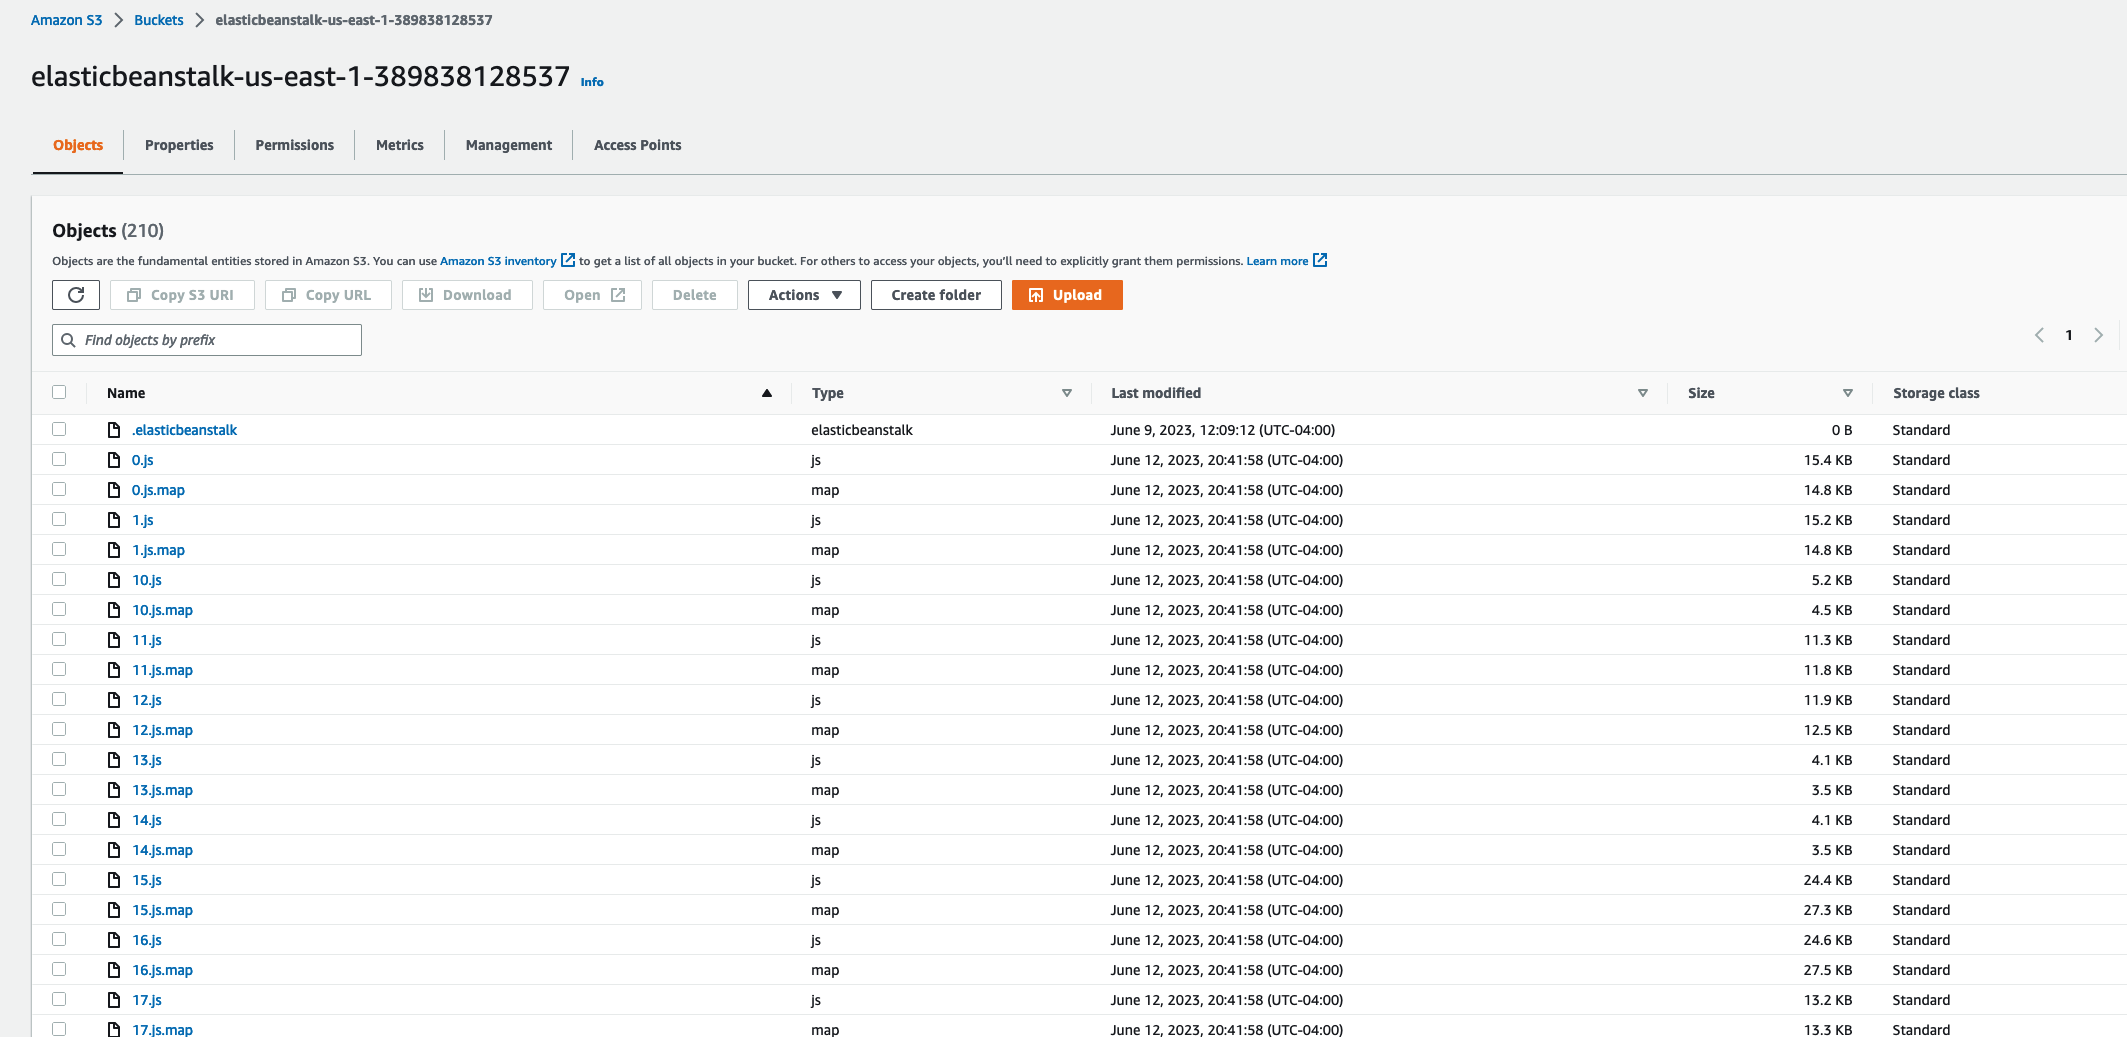 Amazon S3 > Buckets > elasticbeanstalk-us-east-1-389838128537
elasticbeanstalk-us-east-1-389838128537 Info
Objects Properties Permissions Metrics Management Access Points
Objects (210)
Objects are the fundamental entities stored in Amazon S3. You can use Amazon S3 inventory to get a list of all objects in your bucket. For others to access your objects, you'll need to explicitly grant them permissions. Learn more
Copy S3 URI Copy URL Download Open Delete Actions Create folder Upload
Find objects by prefix
1
Name Type Last modified Size Storage class
.elasticbeanstalk elasticbeanstalk June 9, 2023, 12:09:12 (UTC-04:00) 0 B Standard
0.js js June 12, 2023, 20:41:58 (UTC-04:00) 15.4 KB Standard
0.js.map map June 12, 2023, 20:41:58 (UTC-04:00) 14.8 KB Standard
1.js js June 12, 2023, 20:41:58 (UTC-04:00) 15.2 KB Standard
1.js.map map June 12, 2023, 20:41:58 (UTC-04:00) 14.8 KB Standard
10.js js June 12, 2023, 20:41:58 (UTC-04:00) 5.2 KB Standard
10.js.map map June 12, 2023, 20:41:58 (UTC-04:00) 4.5 KB Standard
11.js js June 12, 2023, 20:41:58 (UTC-04:00) 11.3 KB Standard
11.js.map map June 12, 2023, 20:41:58 (UTC-04:00) 11.8 KB Standard
12.js js June 12, 2023, 20:41:58 (UTC-04:00) 11.9 KB Standard
12.js.map map June 12, 2023, 20:41:58 (UTC-04:00) 12.5 KB Standard
13.js js June 12, 2023, 20:41:58 (UTC-04:00) 4.1 KB Standard
13.js.map map June 12, 2023, 20:41:58 (UTC-04:00) 3.5 KB Standard
14.js js June 12, 2023, 20:41:58 (UTC-04:00) 4.1 KB Standard
14.js.map map June 12, 2023, 20:41:58 (UTC-04:00) 3.5 KB Standard
15.js js June 12, 2023, 20:41:58 (UTC-04:00) 24.4 KB Standard
15.js.map map June 12, 2023, 20:41:58 (UTC-04:00) 27.3 KB Standard
16.js js June 12, 2023, 20:41:58 (UTC-04:00) 24.6 KB Standard
16.js.map map June 12, 2023, 20:41:58 (UTC-04:00) 27.5 KB Standard
17.js js June 12, 2023, 20:41:58 (UTC-04:00) 13.2 KB Standard
17.js.map map June 12, 2023, 20:41:58 (UTC-04:00) 13.3 KB Standard